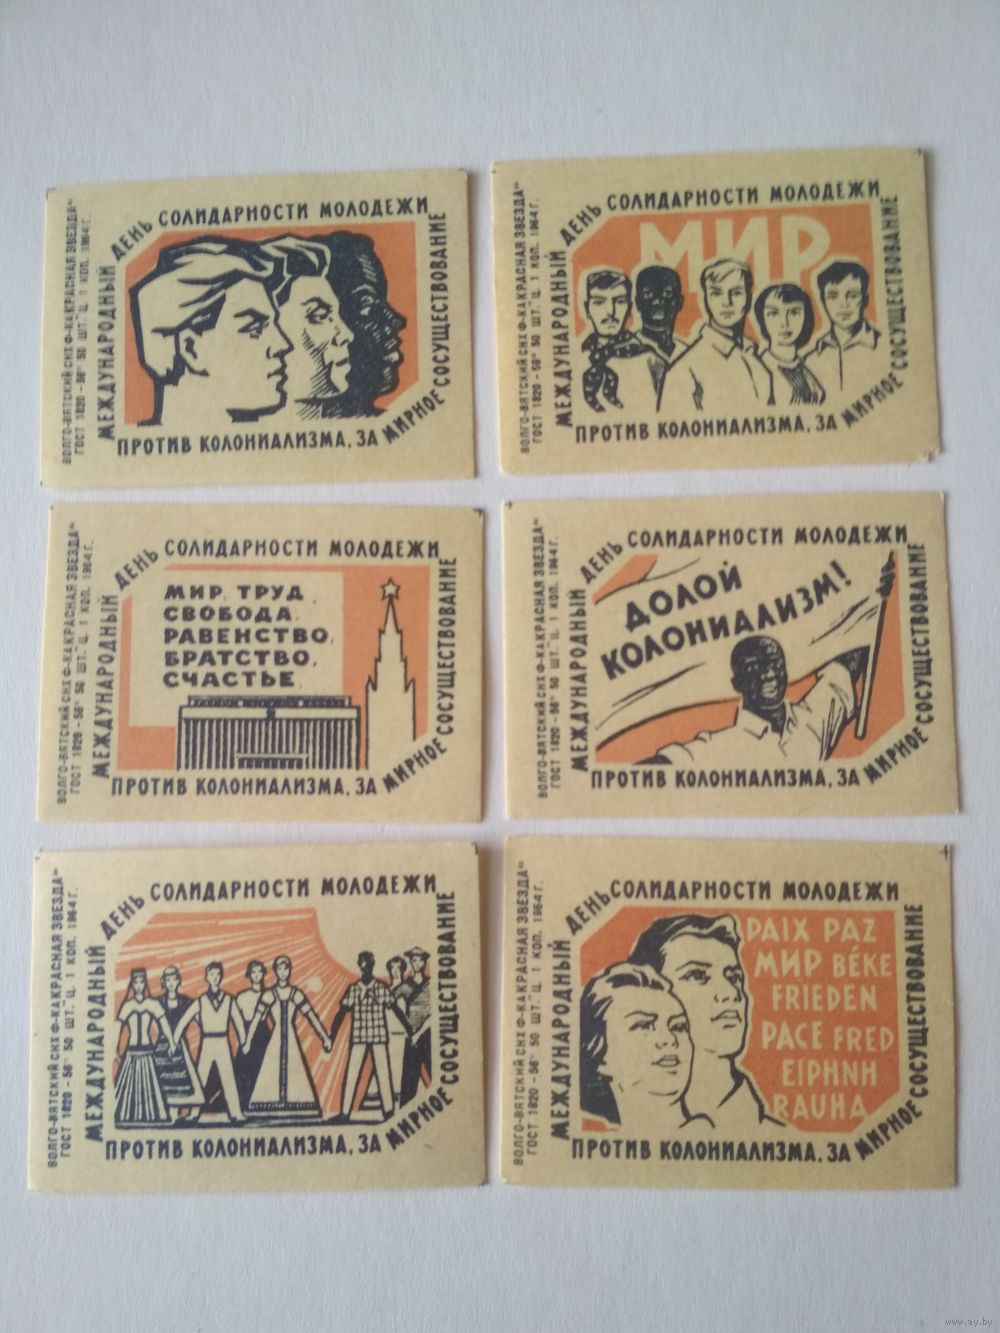 ВОЛГО-ВЯТСКИЙ СНХ Ф-КА „КРАСНАЯ ЗВЕЗДА“
ГОСТ 1820-56" 50 ШТ." Ц. 1 КОП. 1964 Г.
МЕЖДУНАРОДНЫЙ ДЕНЬ СОЛИДАРНОСТИ МОЛОДЕЖИ
ПРОТИВ КОЛОНИАЛИЗМА, ЗА МИРНОЕ СОСУЩЕСТВОВАНИЕ
ВОЛГО-ВЯТСКИЙ СНХ Ф-КА „КРАСНАЯ ЗВЕЗДА“
ГОСТ 1820-56" 50 ШТ." Ц. 1 КОП. 1964 Г.
МЕЖДУНАРОДНЫЙ ДЕНЬ СОЛИДАРНОСТИ МОЛОДЕЖИ
МИР
ПРОТИВ КОЛОНИАЛИЗМА, ЗА МИРНОЕ СОСУЩЕСТВОВАНИЕ
ВОЛГО-ВЯТСКИЙ СНХ Ф-КА „КРАСНАЯ ЗВЕЗДА“
ГОСТ 1820-56" 50 ШТ." Ц. 1 КОП. 1964 Г.
МЕЖДУНАРОДНЫЙ ДЕНЬ СОЛИДАРНОСТИ МОЛОДЕЖИ
МИР, ТРУД
СВОБОДА,
РАВЕНСТВО,
БРАТСТВО,
СЧАСТЬЕ
ПРОТИВ КОЛОНИАЛИЗМА, ЗА МИРНОЕ СОСУЩЕСТВОВАНИЕ
ВОЛГО-ВЯТСКИЙ СНХ Ф-КА „КРАСНАЯ ЗВЕЗДА“
ГОСТ 1820-56" 50 ШТ." Ц. 1 КОП. 1964 Г.
МЕЖДУНАРОДНЫЙ ДЕНЬ СОЛИДАРНОСТИ МОЛОДЕЖИ
ДОЛОЙ
КОЛОНИАЛИЗМ!
ПРОТИВ КОЛОНИАЛИЗМА, ЗА МИРНОЕ СОСУЩЕСТВОВАНИЕ
ВОЛГО-ВЯТСКИЙ СНХ Ф-КА „КРАСНАЯ ЗВЕЗДА“
ГОСТ 1820-56" 50 ШТ." Ц. 1 КОП. 1964 Г.
МЕЖДУНАРОДНЫЙ ДЕНЬ СОЛИДАРНОСТИ МОЛОДЕЖИ
ПРОТИВ КОЛОНИАЛИЗМА, ЗА МИРНОЕ СОСУЩЕСТВОВАНИЕ
ВОЛГО-ВЯТСКИЙ СНХ Ф-КА „КРАСНАЯ ЗВЕЗДА“
ГОСТ 1820-56" 50 ШТ." Ц. 1 КОП. 1964 Г.
МЕЖДУНАРОДНЫЙ ДЕНЬ СОЛИДАРНОСТИ МОЛОДЕЖИ
PAIX PAZ
МИР BÉKE
FRIEDEN
PACE FRED
ΕΙΡΗΝΗ
RAUHA
ПРОТИВ КОЛОНИАЛИЗМА, ЗА МИРНОЕ СОСУЩЕСТВОВАНИЕ
www.ay.by